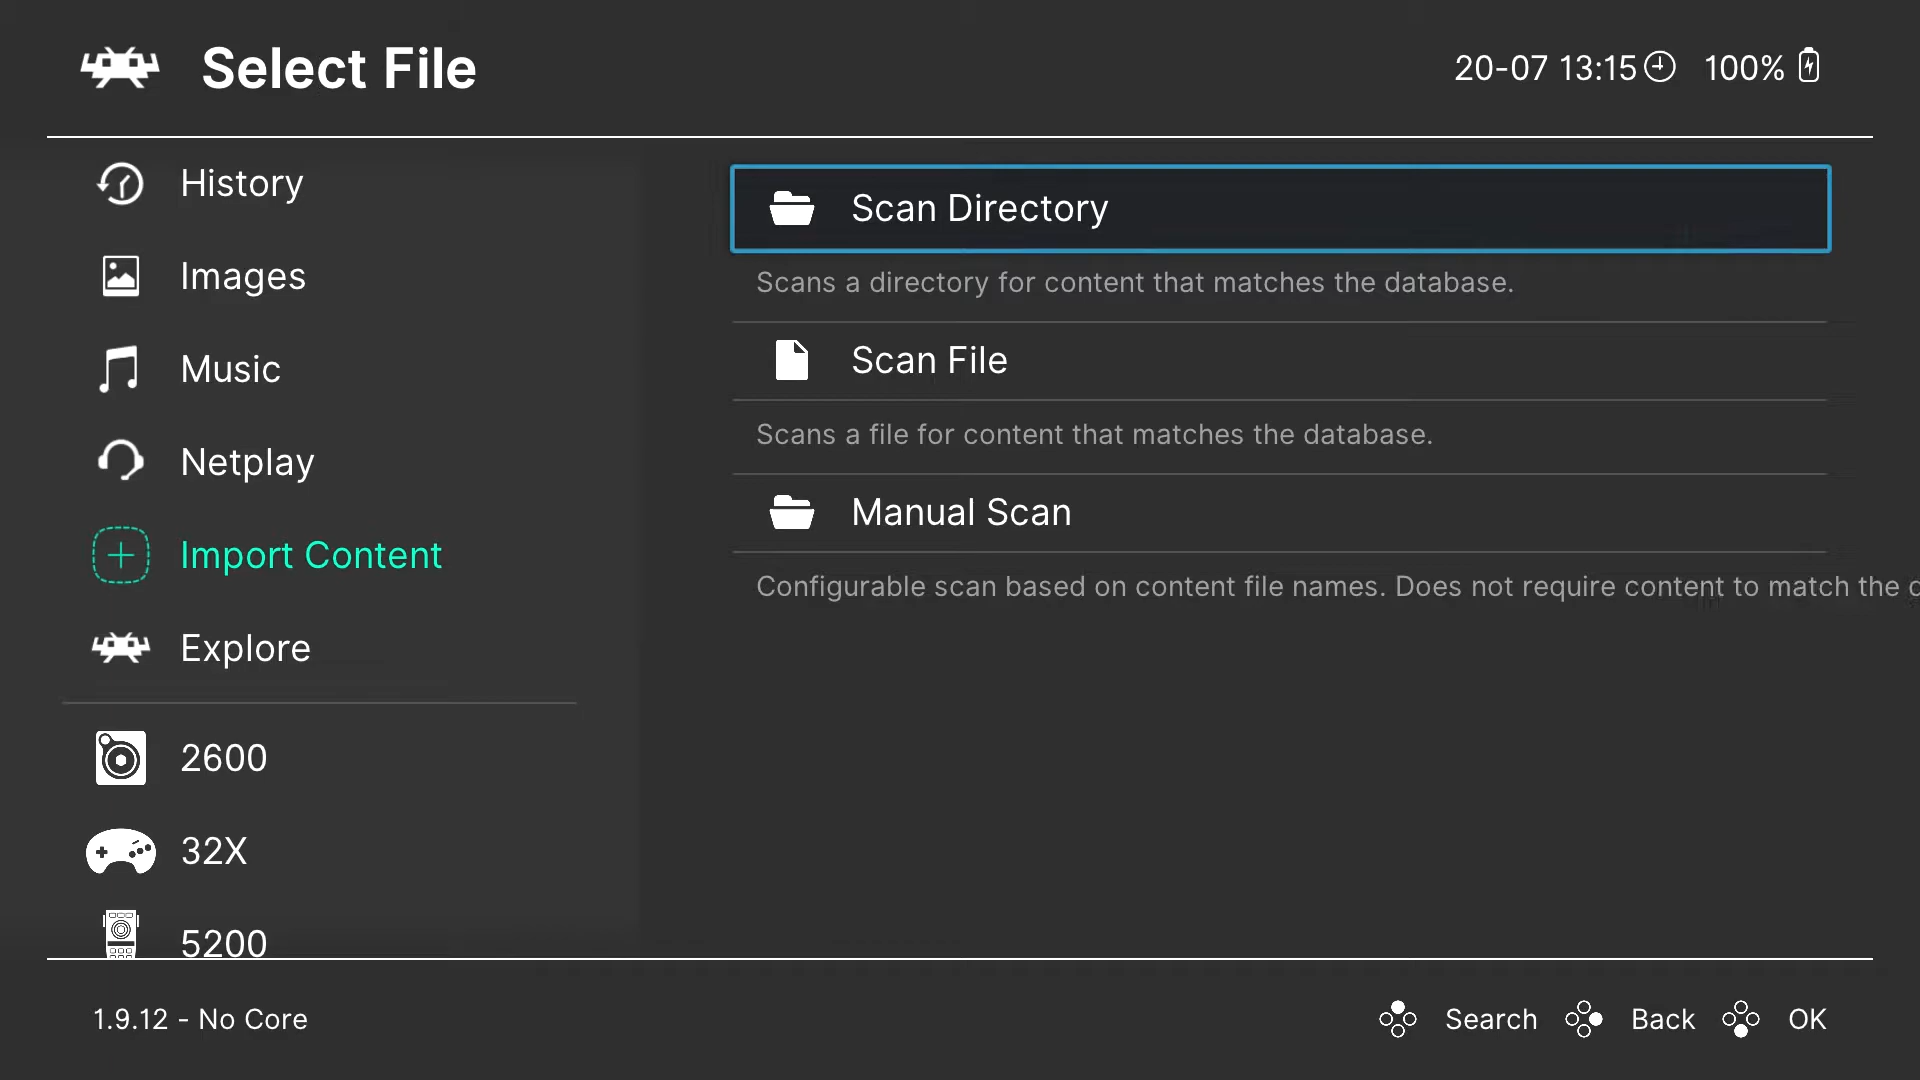 Select File
20-07 13:15 100%
History
Images
Music
Netplay
Import Content
Explore
2600
32X
5200
Scan Directory
Scans a directory for content that matches the database.
Scan File
Scans a file for content that matches the database.
Manual Scan
Configurable scan based on content file names. Does not require content to match the
1.9.12 - No Core
Search Back OK